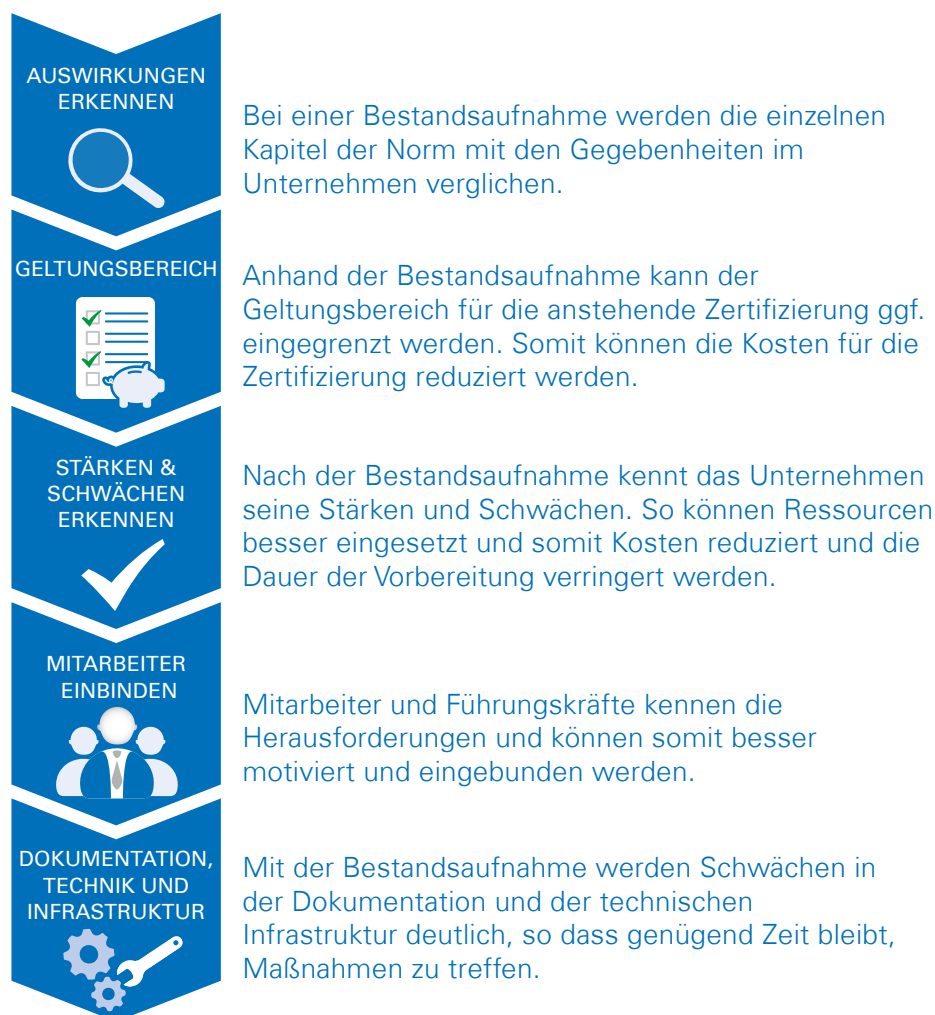 AUSWIRKUNGEN
ERKENNEN
Bei einer Bestandsaufnahme werden die einzelnen
Kapitel der Norm mit den Gegebenheiten im
Unternehmen verglichen.
GELTUNGSBEREICH
Anhand der Bestandsaufnahme kann der
Geltungsbereich für die anstehende Zertifizierung ggf.
eingegrenzt werden. Somit können die Kosten für die
Zertifizierung reduziert werden.
STÄRKEN &
SCHWÄCHEN
ERKENNEN
Nach der Bestandsaufnahme kennt das Unternehmen
seine Stärken und Schwächen. So können Ressourcen
besser eingesetzt und somit Kosten reduziert und die
Dauer der Vorbereitung verringert werden.
MITARBEITER
EINBINDEN
Mitarbeiter und Führungskräfte kennen die
Herausforderungen und können somit besser
motiviert und eingebunden werden.
DOKUMENTATION,
TECHNIK UND
INFRASTRUKTUR
Mit der Bestandsaufnahme werden Schwächen in
der Dokumentation und der technischen
Infrastruktur deutlich, so dass genügend Zeit bleibt,
Maßnahmen zu treffen.